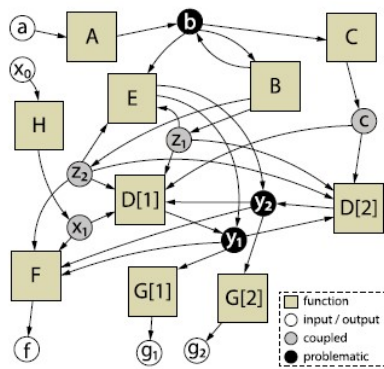 a
A
b
C
x0
E
B
H
z1
c
z2
D[1]
y2
D[2]
x1
y1
F
G[1]
G[2]
f
g1
g2
function
input / output
coupled
problematic